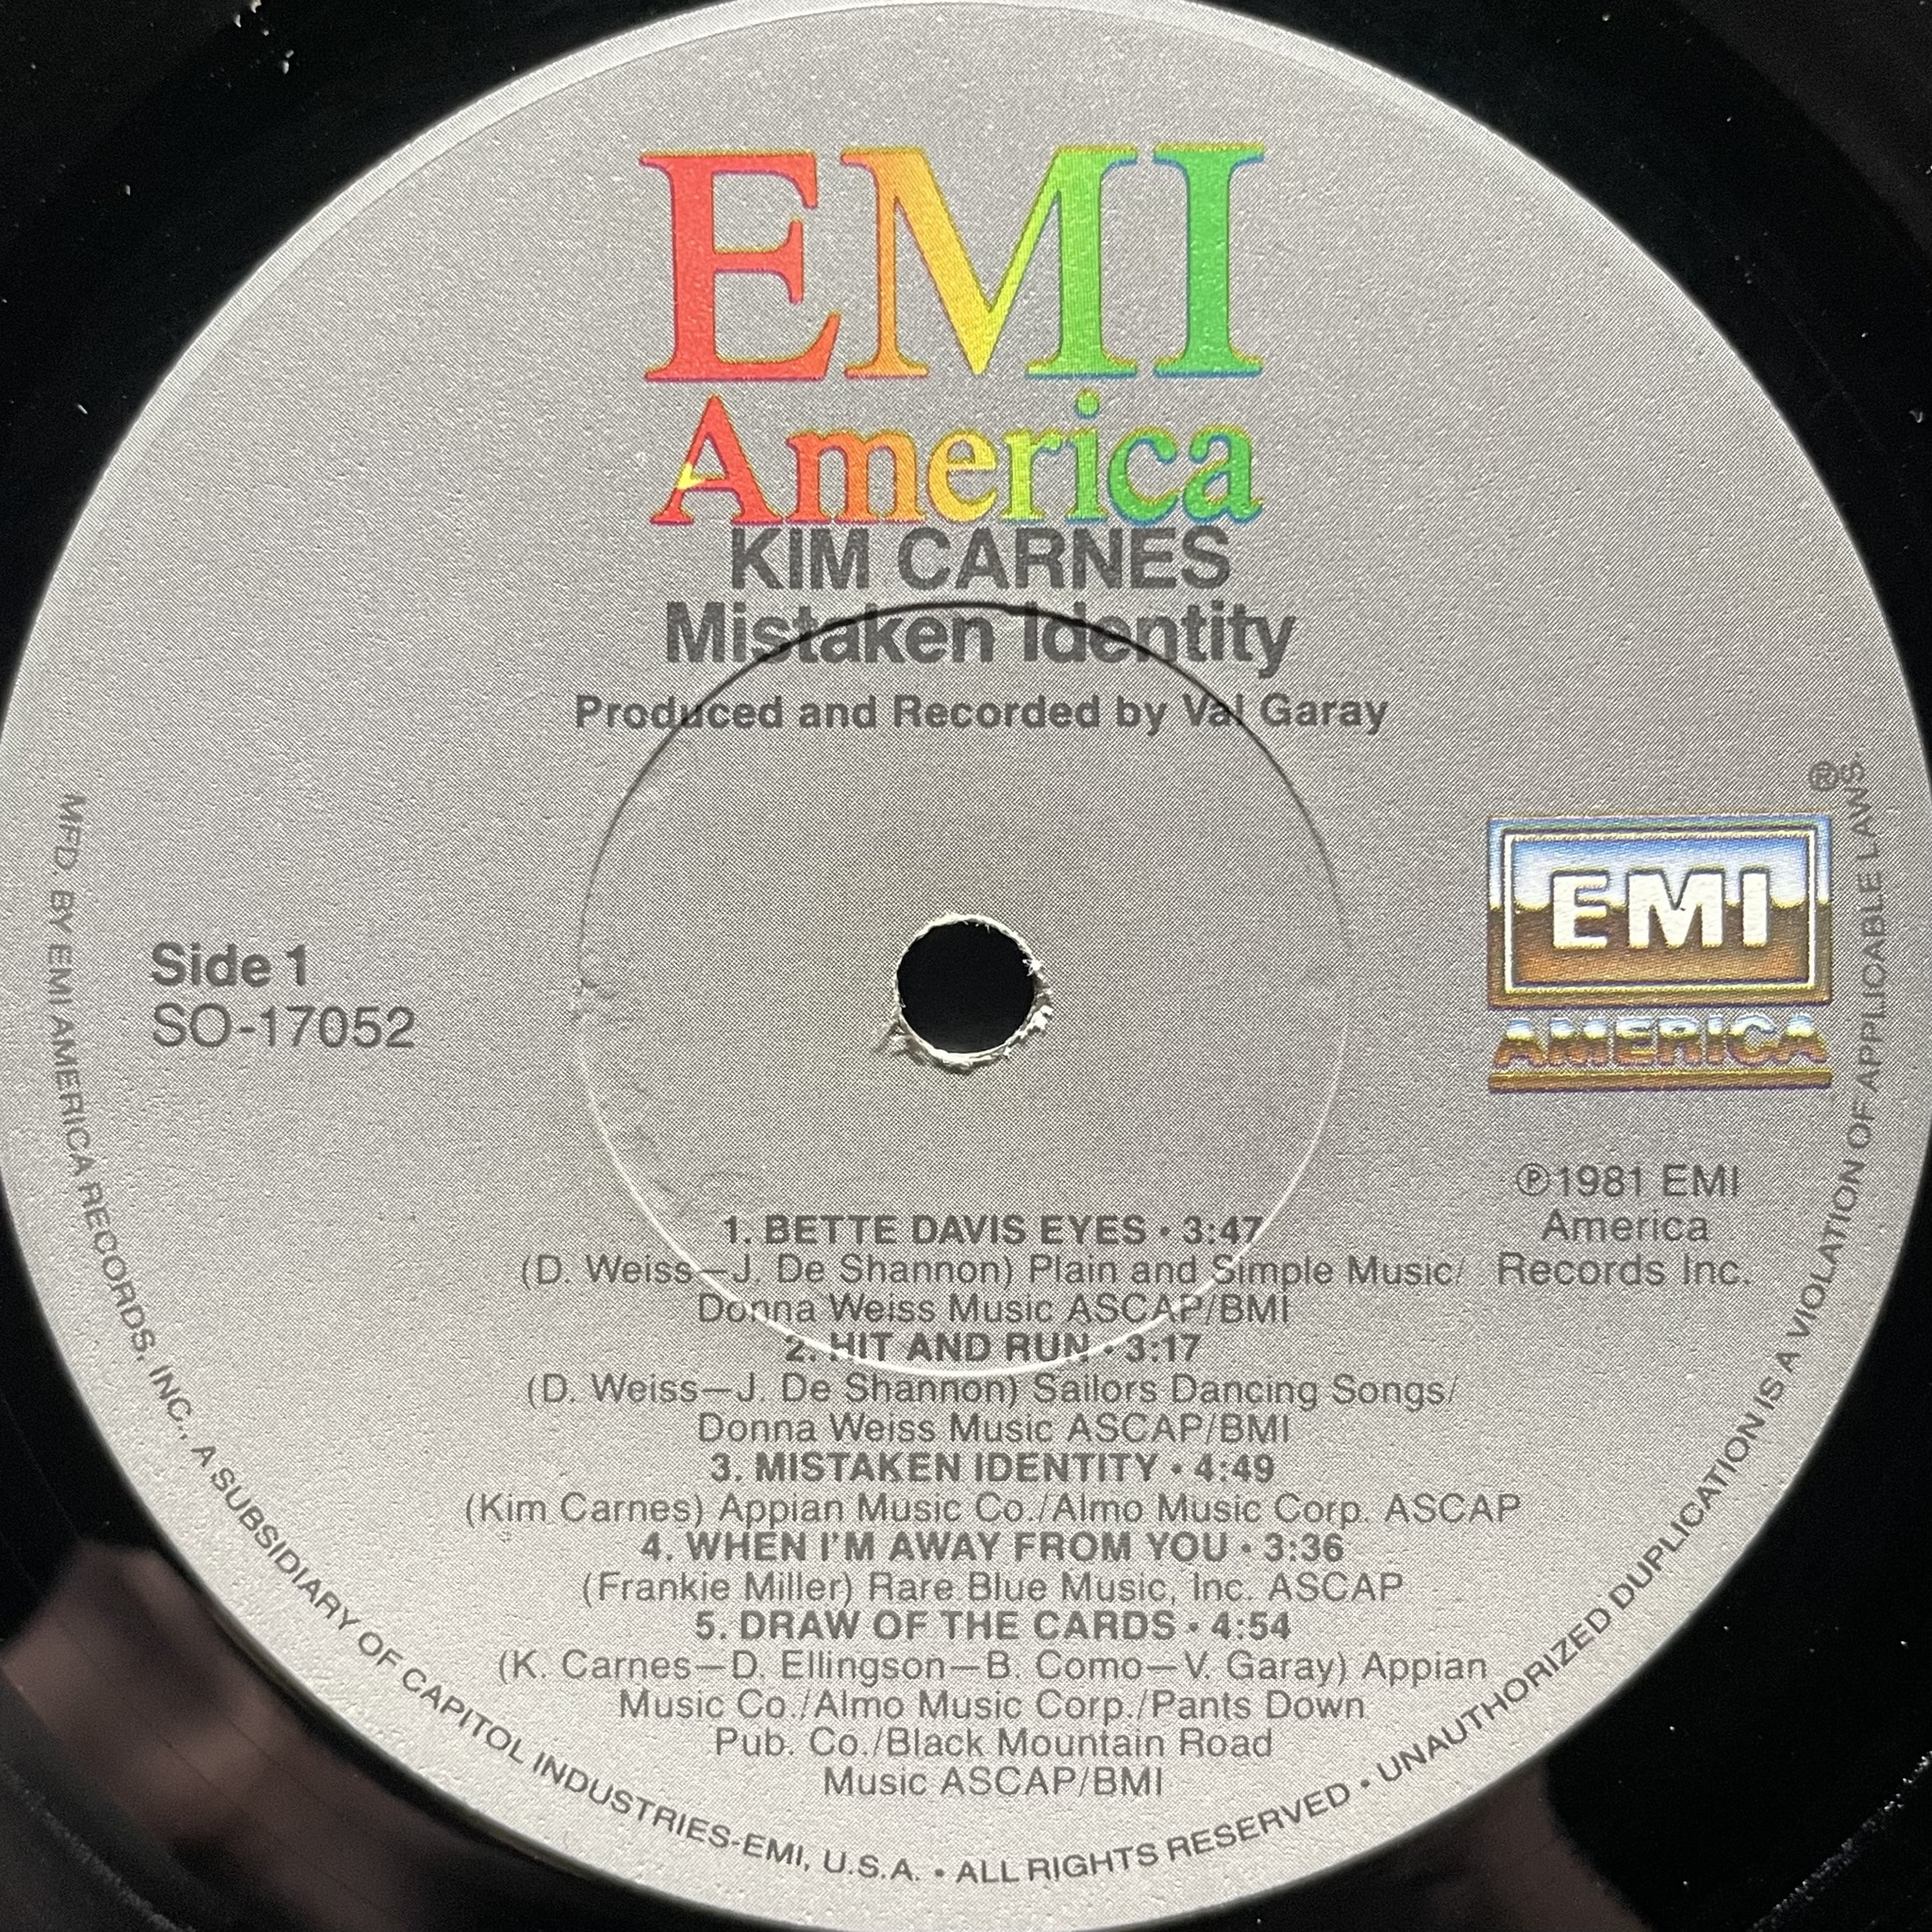 EMI
America
KIM CARNES
Mistaken Identity
Produced and Recorded by Val Garay
Side 1
SO-17052
®
EMI
AMERICA
℗1981 EMI
America
Records Inc.
1. BETTE DAVIS EYES • 3:47
(D. Weiss—J. De Shannon) Plain and Simple Music/
Donna Weiss Music ASCAP/BMI
2. HIT AND RUN • 3:17
(D. Weiss—J. De Shannon) Sailors Dancing Songs/
Donna Weiss Music ASCAP/BMI
3. MISTAKEN IDENTITY • 4:49
(Kim Carnes) Appian Music Co./Almo Music Corp. ASCAP
4. WHEN I'M AWAY FROM YOU • 3:36
(Frankie Miller) Rare Blue Music, Inc. ASCAP
5. DRAW OF THE CARDS • 4:54
(K. Carnes—D. Ellingson—B. Como—V. Garay) Appian
Music Co./Almo Music Corp./Pants Down
Pub. Co./Black Mountain Road
Music ASCAP/BMI
MFD. BY EMI AMERICA RECORDS, INC., A SUBSIDIARY OF CAPITOL INDUSTRIES-EMI, U.S.A. • ALL RIGHTS RESERVED • UNAUTHORIZED DUPLICATION IS A VIOLATION OF APPLICABLE LAWS.